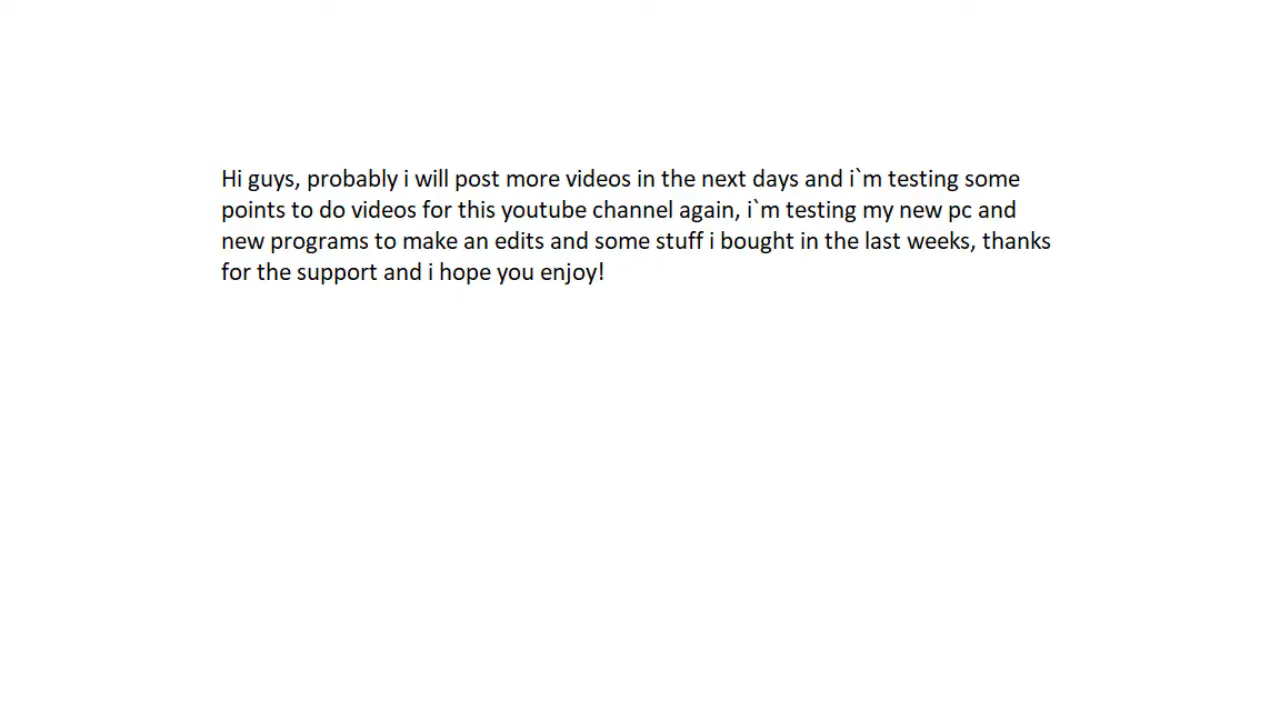 Hi guys, probably i will post more videos in the next days and i`m testing some
points to do videos for this youtube channel again, i`m testing my new pc and
new programs to make an edits and some stuff i bought in the last weeks, thanks
for the support and i hope you enjoy!